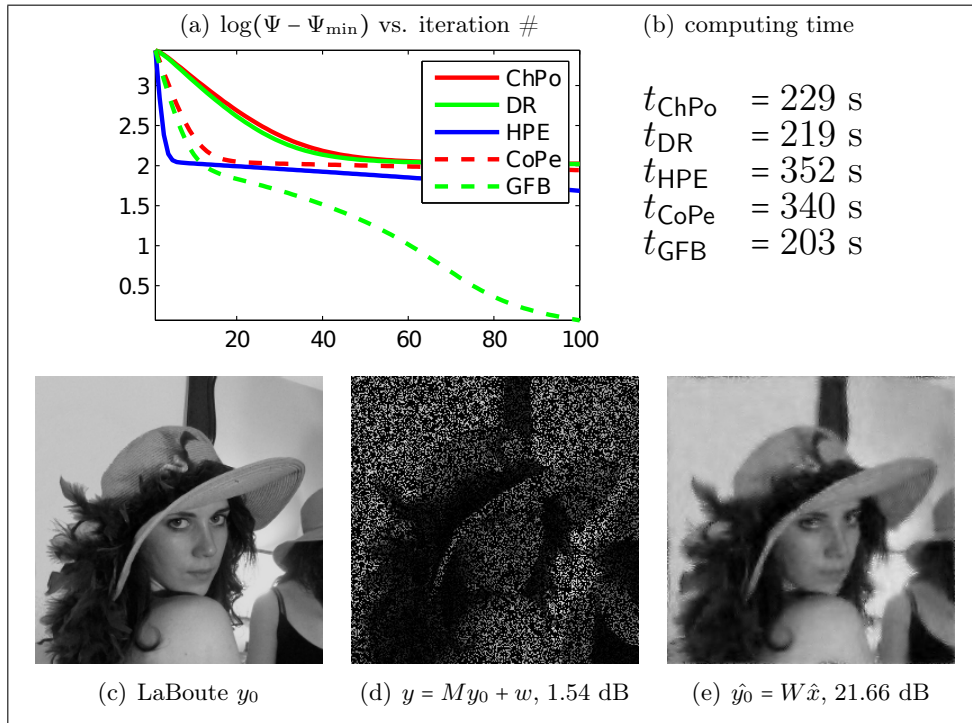 (a) log(Ψ − Ψmin) vs. iteration #
(b) computing time
3
2.5
2
1.5
1
0.5
20 40 60 80 100
ChPo
DR
HPE
CoPe
GFB
tChPo = 229 s
tDR = 219 s
tHPE = 352 s
tCoPe = 340 s
tGFB = 203 s
(c) LaBoute y0
(d) y = My0 + w, 1.54 dB
(e) ŷ0 = Wx̂, 21.66 dB